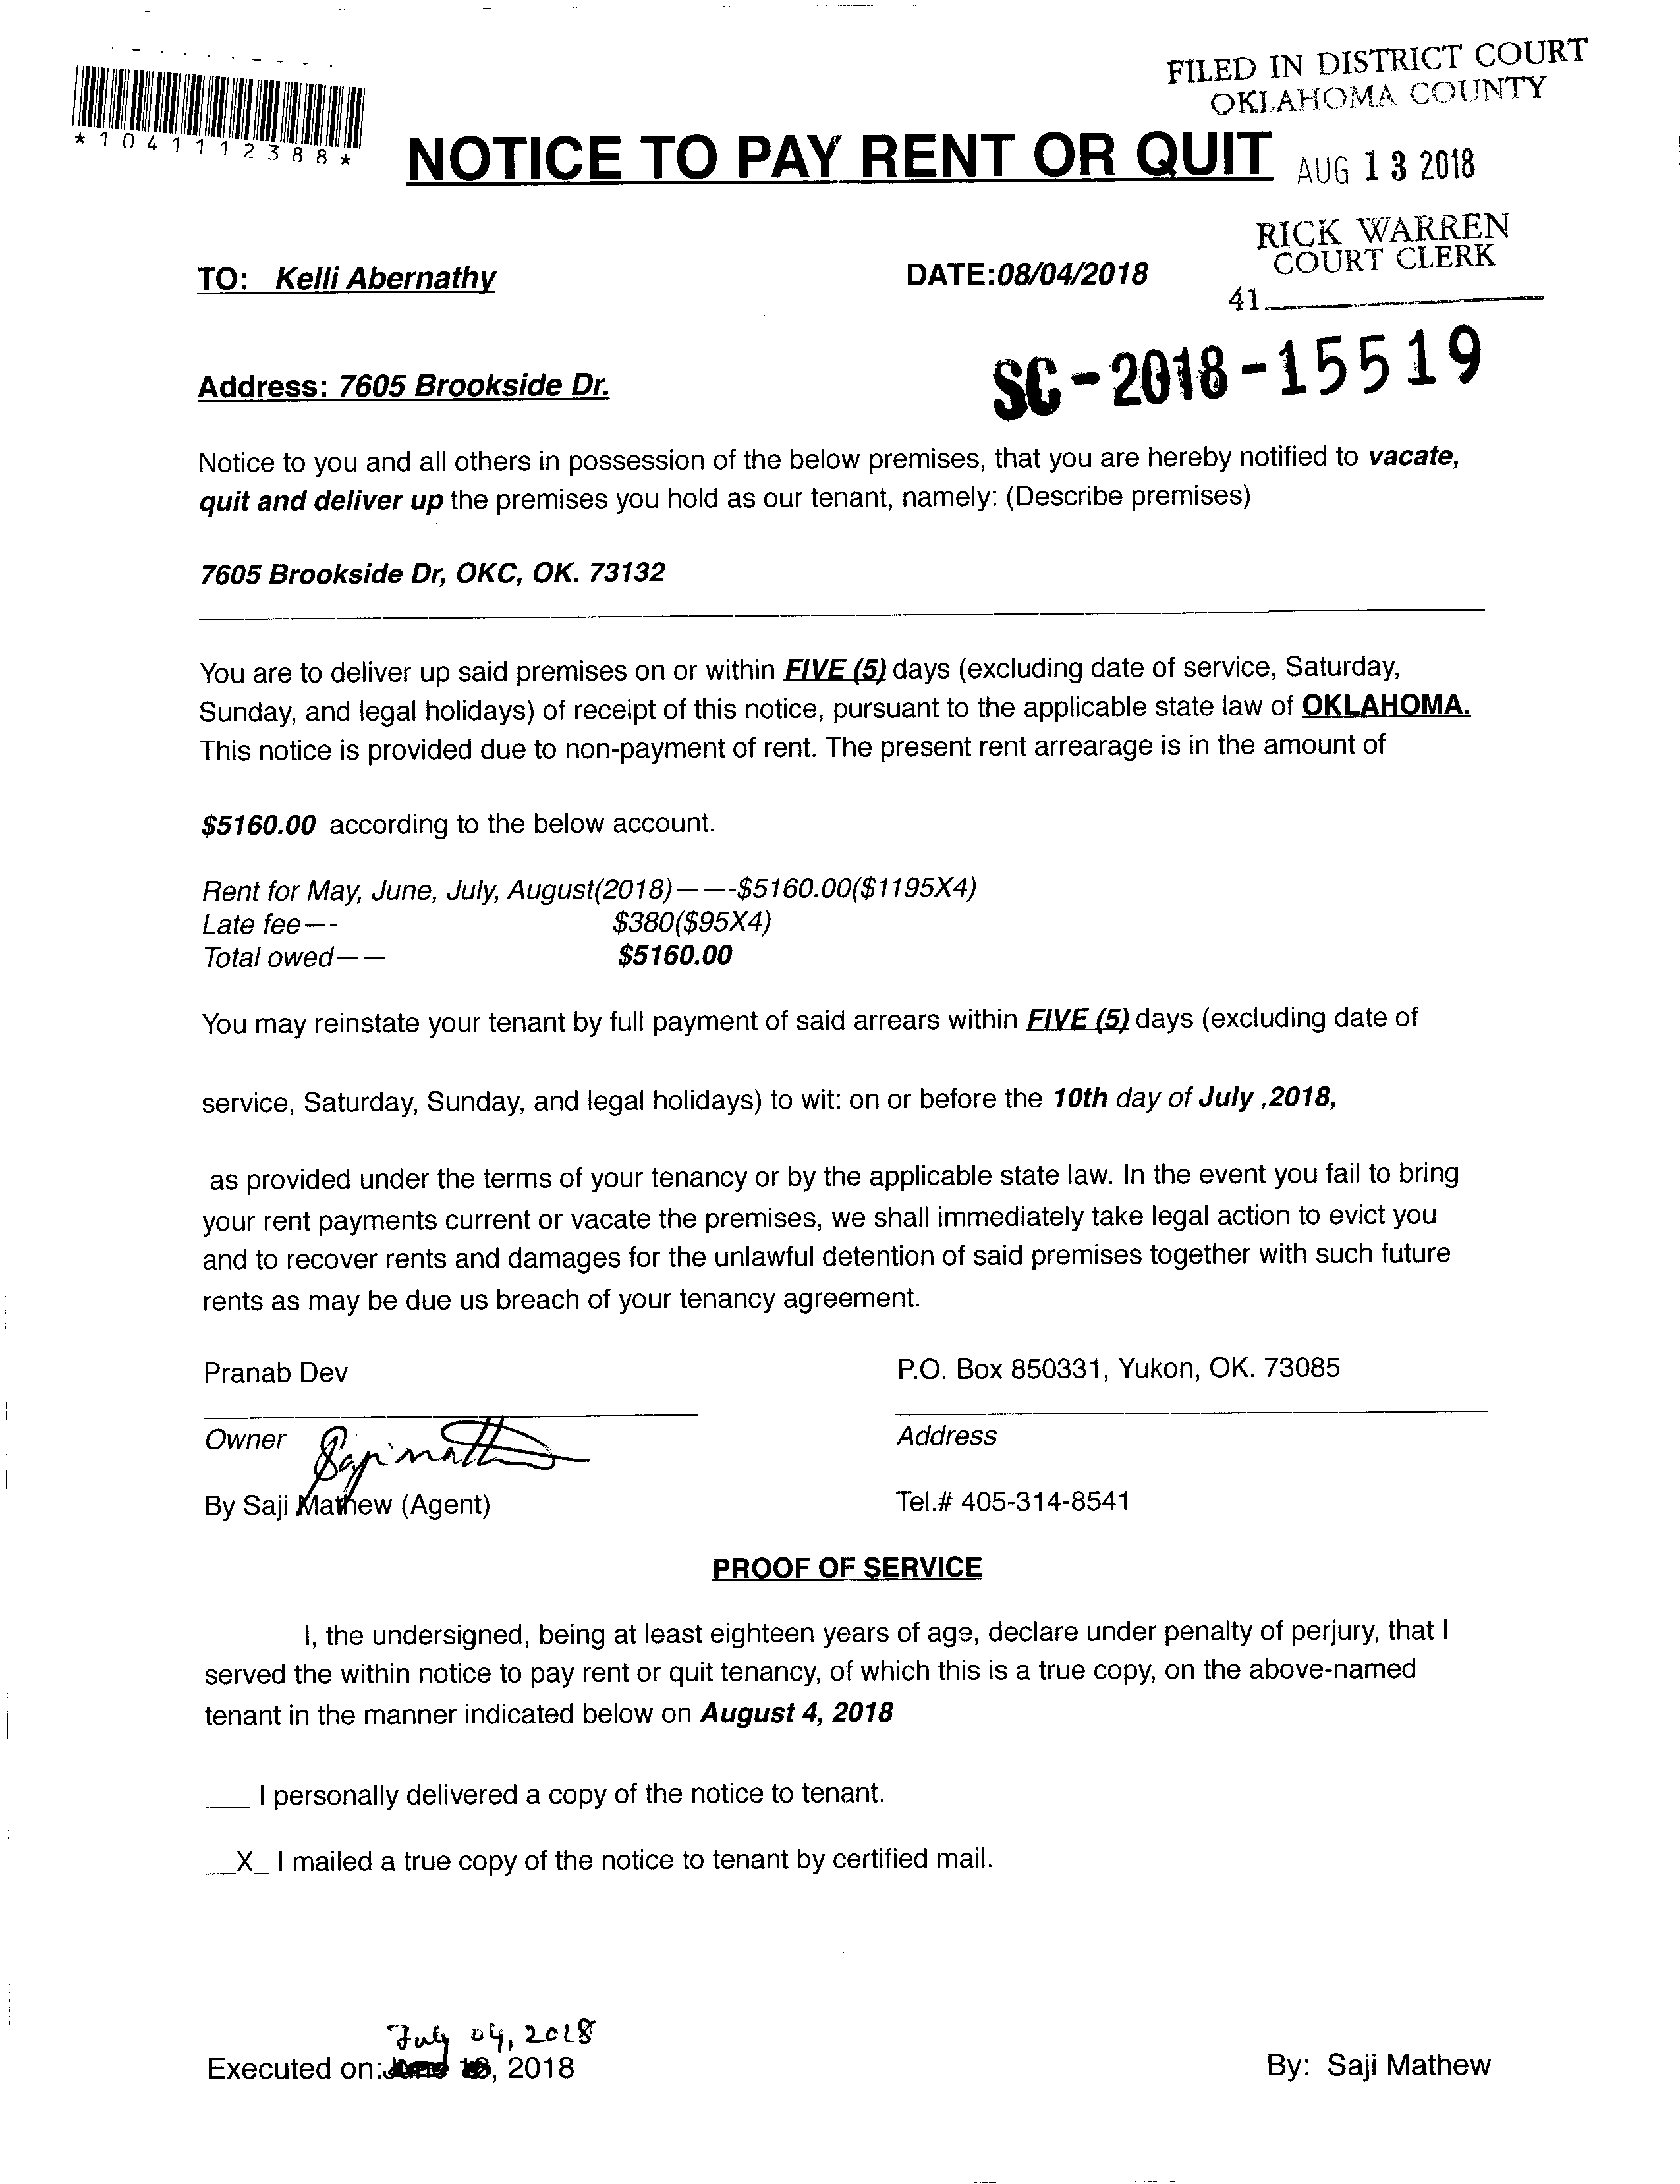 FILED IN DISTRICT COURT
OKLAHOMA COUNTY
*1041112388*
NOTICE TO PAY RENT OR QUIT
AUG 13 2018
RICK WARREN
COURT CLERK
41
TO: Kelli Abernathy
DATE:08/04/2018
SC-2018-15519
Address: 7605 Brookside Dr.
Notice to you and all others in possession of the below premises, that you are hereby notified to vacate,
quit and deliver up the premises you hold as our tenant, namely: (Describe premises)
7605 Brookside Dr, OKC, OK. 73132
You are to deliver up said premises on or within FIVE (5) days (excluding date of service, Saturday,
Sunday, and legal holidays) of receipt of this notice, pursuant to the applicable state law of OKLAHOMA.
This notice is provided due to non-payment of rent. The present rent arrearage is in the amount of
$5160.00 according to the below account.
Rent for May, June, July, August(2018)— —-$5160.00($1195X4)
Late fee—- $380($95X4)
Total owed— — $5160.00
You may reinstate your tenant by full payment of said arrears within FIVE (5) days (excluding date of
service, Saturday, Sunday, and legal holidays) to wit: on or before the 10th day of July ,2018,
as provided under the terms of your tenancy or by the applicable state law. In the event you fail to bring
your rent payments current or vacate the premises, we shall immediately take legal action to evict you
and to recover rents and damages for the unlawful detention of said premises together with such future
rents as may be due us breach of your tenancy agreement.
Pranab Dev
P.O. Box 850331, Yukon, OK. 73085
Owner
Address
By Saji Mathew (Agent)
Tel.# 405-314-8541
PROOF OF SERVICE
I, the undersigned, being at least eighteen years of age, declare under penalty of perjury, that I
served the within notice to pay rent or quit tenancy, of which this is a true copy, on the above-named
tenant in the manner indicated below on August 4, 2018
___ I personally delivered a copy of the notice to tenant.
__X_ I mailed a true copy of the notice to tenant by certified mail.
July 04, 2018
Executed on: , 2018
By: Saji Mathew